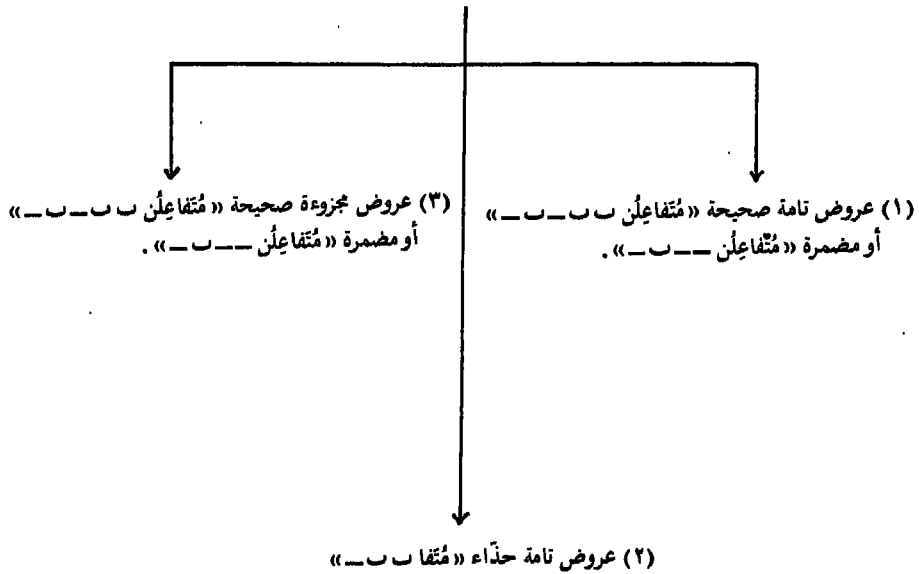 (١) عروض تامة صحيحة « مُتَفاعِلُن ب ب ــ ب ــ»
أو مضمرة « مُتْفاعِلُن ــ ــ ب ــ» .
(٣) عروض مجزوءة صحيحة « مُتَفاعِلُن ب ب ــ ب ــ»
أو مضمرة « مُتَفاعِلُن ــ ــ ب ــ» .
(٢) عروض تامة حذّاء « مُتَفا ب ب ــ»